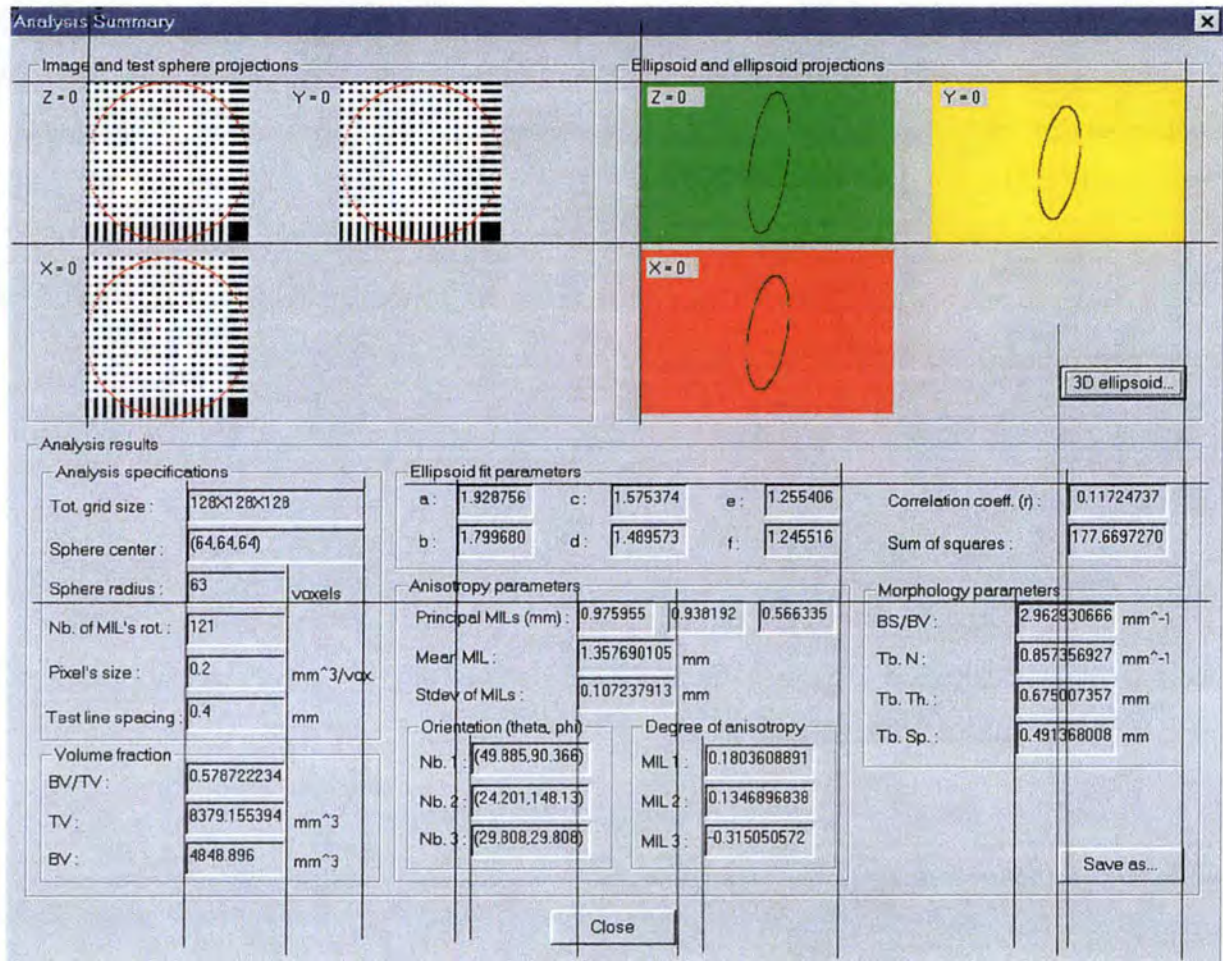 Analysis Summary
Image and test sphere projections
Z = 0
Y = 0
X = 0
Ellipsoid and ellipsoid projections
Z = 0
Y = 0
X = 0
3D ellipsoid...
Analysis results
Analysis specifications
Tot. grid size : 128X128X128
Sphere center : (64,64,64)
Sphere radius : 63 voxels
Nb. of MIL's rot. : 121
Pixel's size : 0.2 mm^3/vox.
Test line spacing : 0.4 mm
Volume fraction
BV/TV : 0.578722234
TV : 8379.155394 mm^3
BV : 4848.896 mm^3
Ellipsoid fit parameters
a : 1.928756 c : 1.575374 e : 1.255406 Correlation coeff. (r) : 0.11724737
b : 1.799680 d : 1.489573 f : 1.245516 Sum of squares : 177.6697270
Anisotropy parameters
Principal MILs (mm) : 0.975955 0.938192 0.566335
Mean MIL : 1.357690105 mm
Stdev of MILs : 0.107237913 mm
Orientation (theta, phi)
Nb. 1 : (49.885,90.366)
Nb. 2 : (24.201,148.13)
Nb. 3 : (29.808,29.808)
Degree of anisotropy
MIL 1 : 0.1803608891
MIL 2 : 0.1346896838
MIL 3 : -0.315050572
Morphology parameters
BS/BV : 2.962930666 mm^-1
Tb. N : 0.857356927 mm^-1
Tb. Th. : 0.675007357 mm
Tb. Sp. : 0.491368008 mm
Save as...
Close